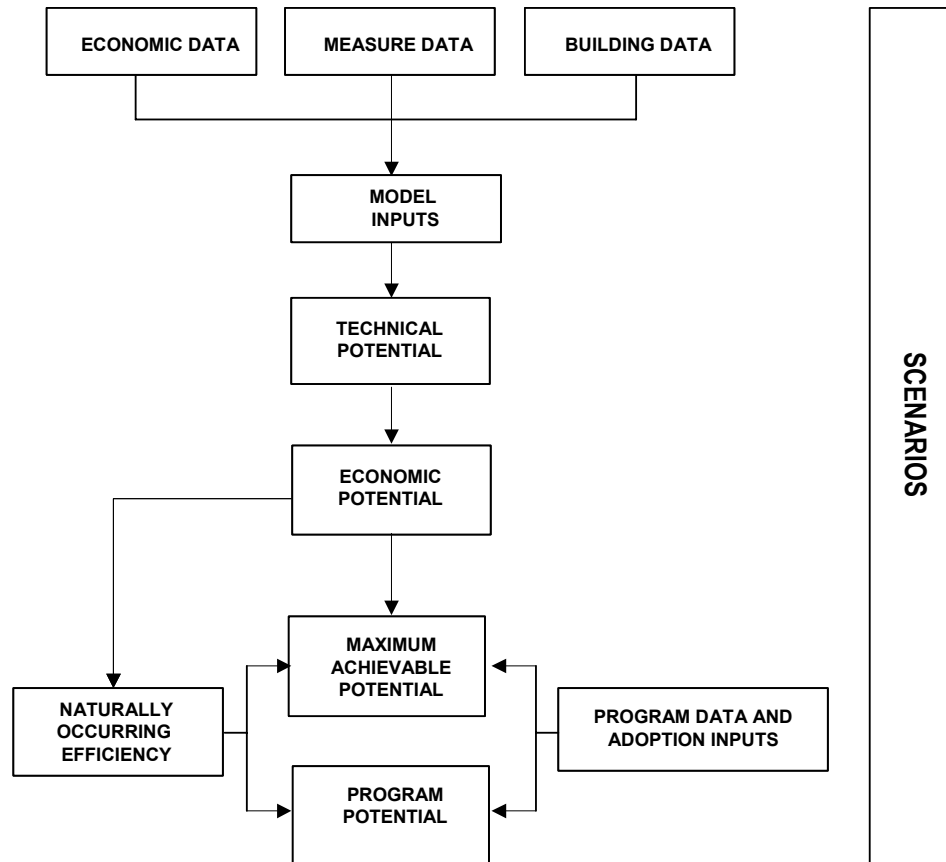 ECONOMIC DATA
MEASURE DATA
BUILDING DATA
MODEL
INPUTS
TECHNICAL
POTENTIAL
ECONOMIC
POTENTIAL
MAXIMUM
ACHIEVABLE
POTENTIAL
NATURALLY
OCCURRING
EFFICIENCY
PROGRAM DATA AND
ADOPTION INPUTS
PROGRAM
POTENTIAL
SCENARIOS